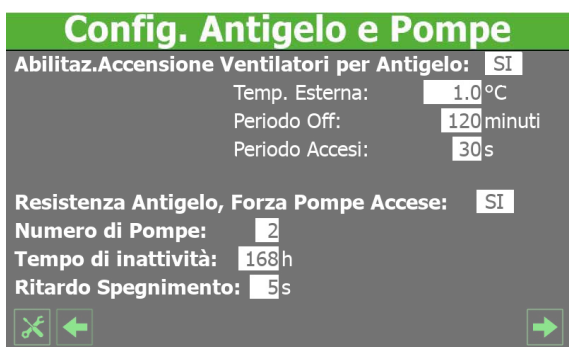 Config. Antigelo e Pompe
Abilitaz.Accensione Ventilatori per Antigelo: SI
Temp. Esterna: 1.0 °C
Periodo Off: 120 minuti
Periodo Accesi: 30 s
Resistenza Antigelo, Forza Pompe Accese: SI
Numero di Pompe: 2
Tempo di inattività: 168 h
Ritardo Spegnimento: 5 s